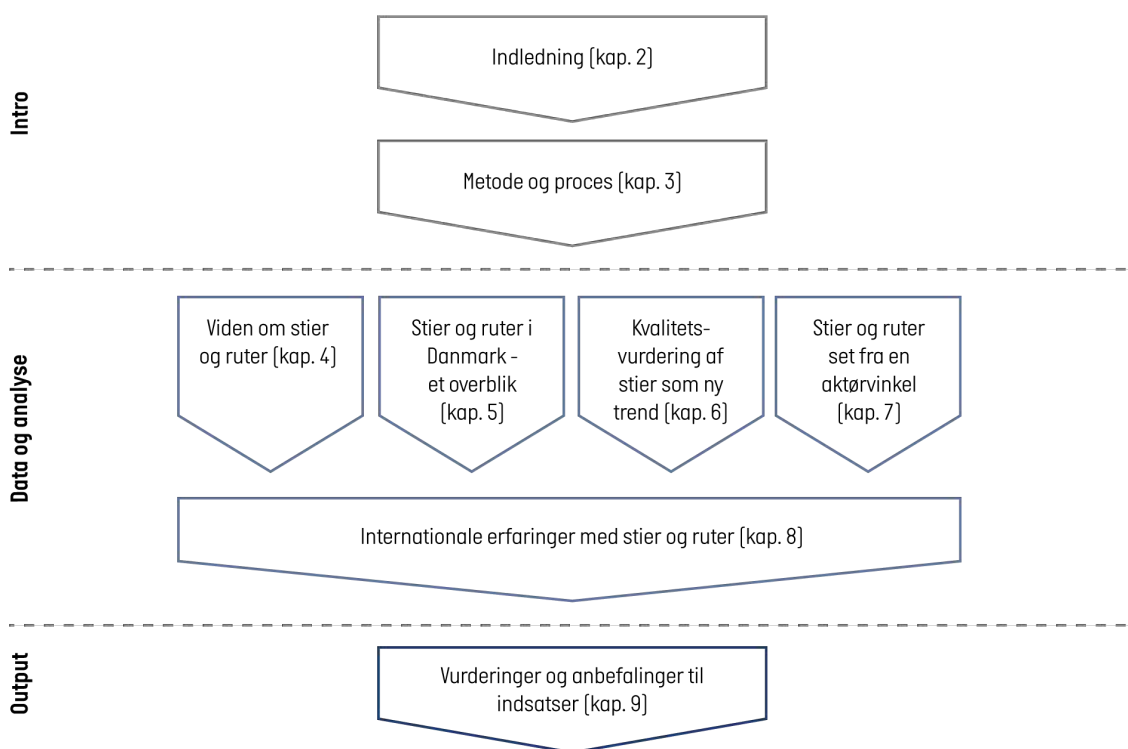 Intro
Indledning (kap. 2)
Metode og proces (kap. 3)
Data og analyse
Viden om stier
og ruter (kap. 4)
Stier og ruter i
Danmark -
et overblik
(kap. 5)
Kvalitets-
vurdering af
stier som ny
trend (kap. 6)
Stier og ruter
set fra en
aktørvinkel
(kap. 7)
Internationale erfaringer med stier og ruter (kap. 8)
Output
Vurderinger og anbefalinger til
indsatser (kap. 9)